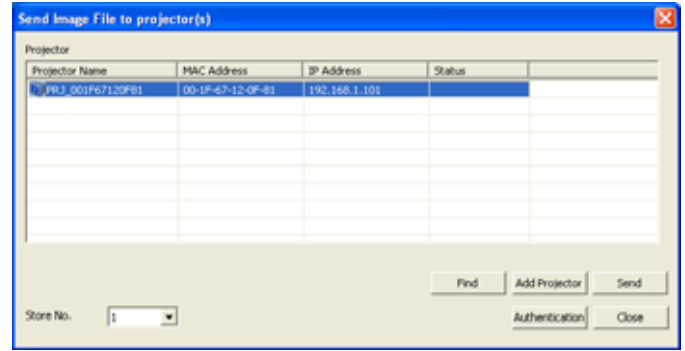 Send Image File to projector(s)
Projector
Projector Name MAC Address IP Address Status
PRJ_001F67120F81 00-1F-67-12-0F-81 192.168.1.101
Find Add Projector Send
Store No. 1 Authentication Close